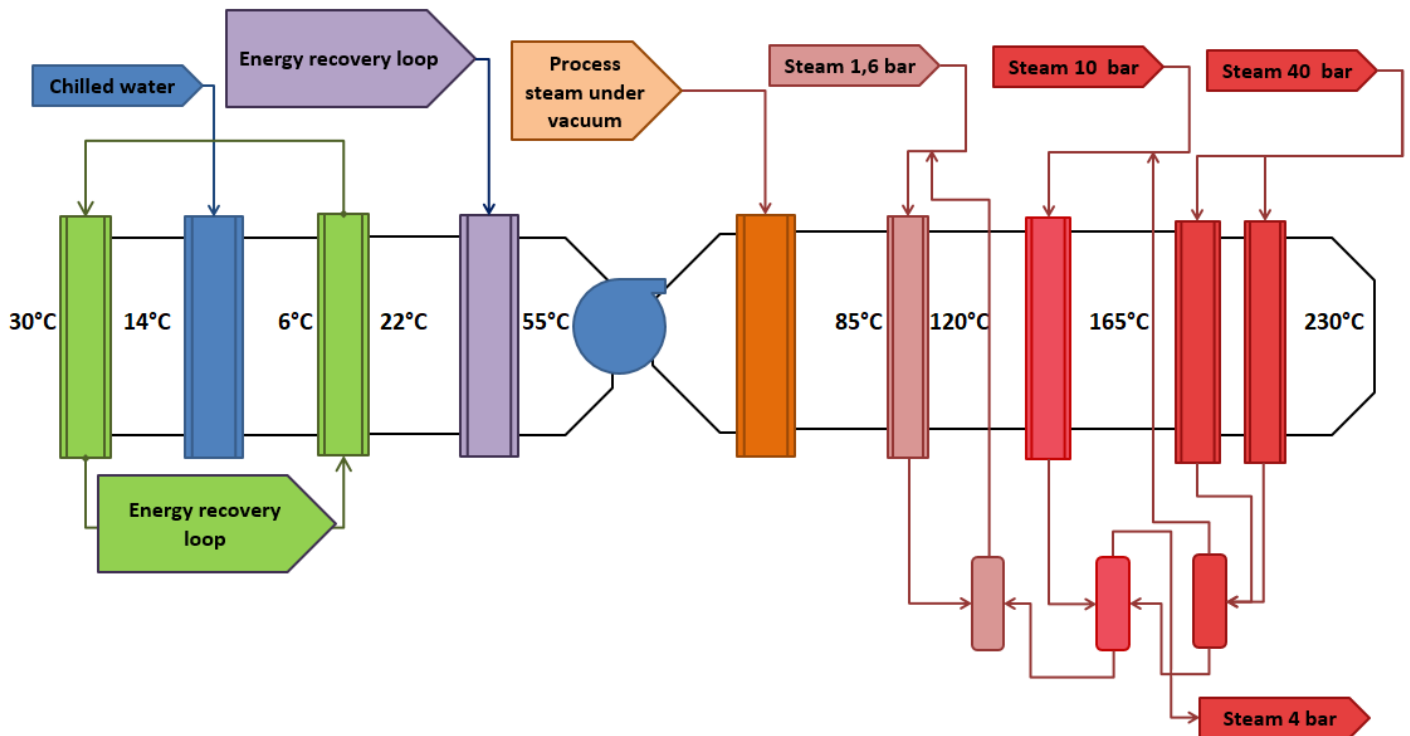 Energy recovery loop
Chilled water
Process
steam under
vacuum
Steam 1,6 bar
Steam 10  bar
Steam 40  bar
30°C
14°C
6°C
22°C
55°C
85°C
120°C
165°C
230°C
Energy recovery
loop
Steam 4 bar